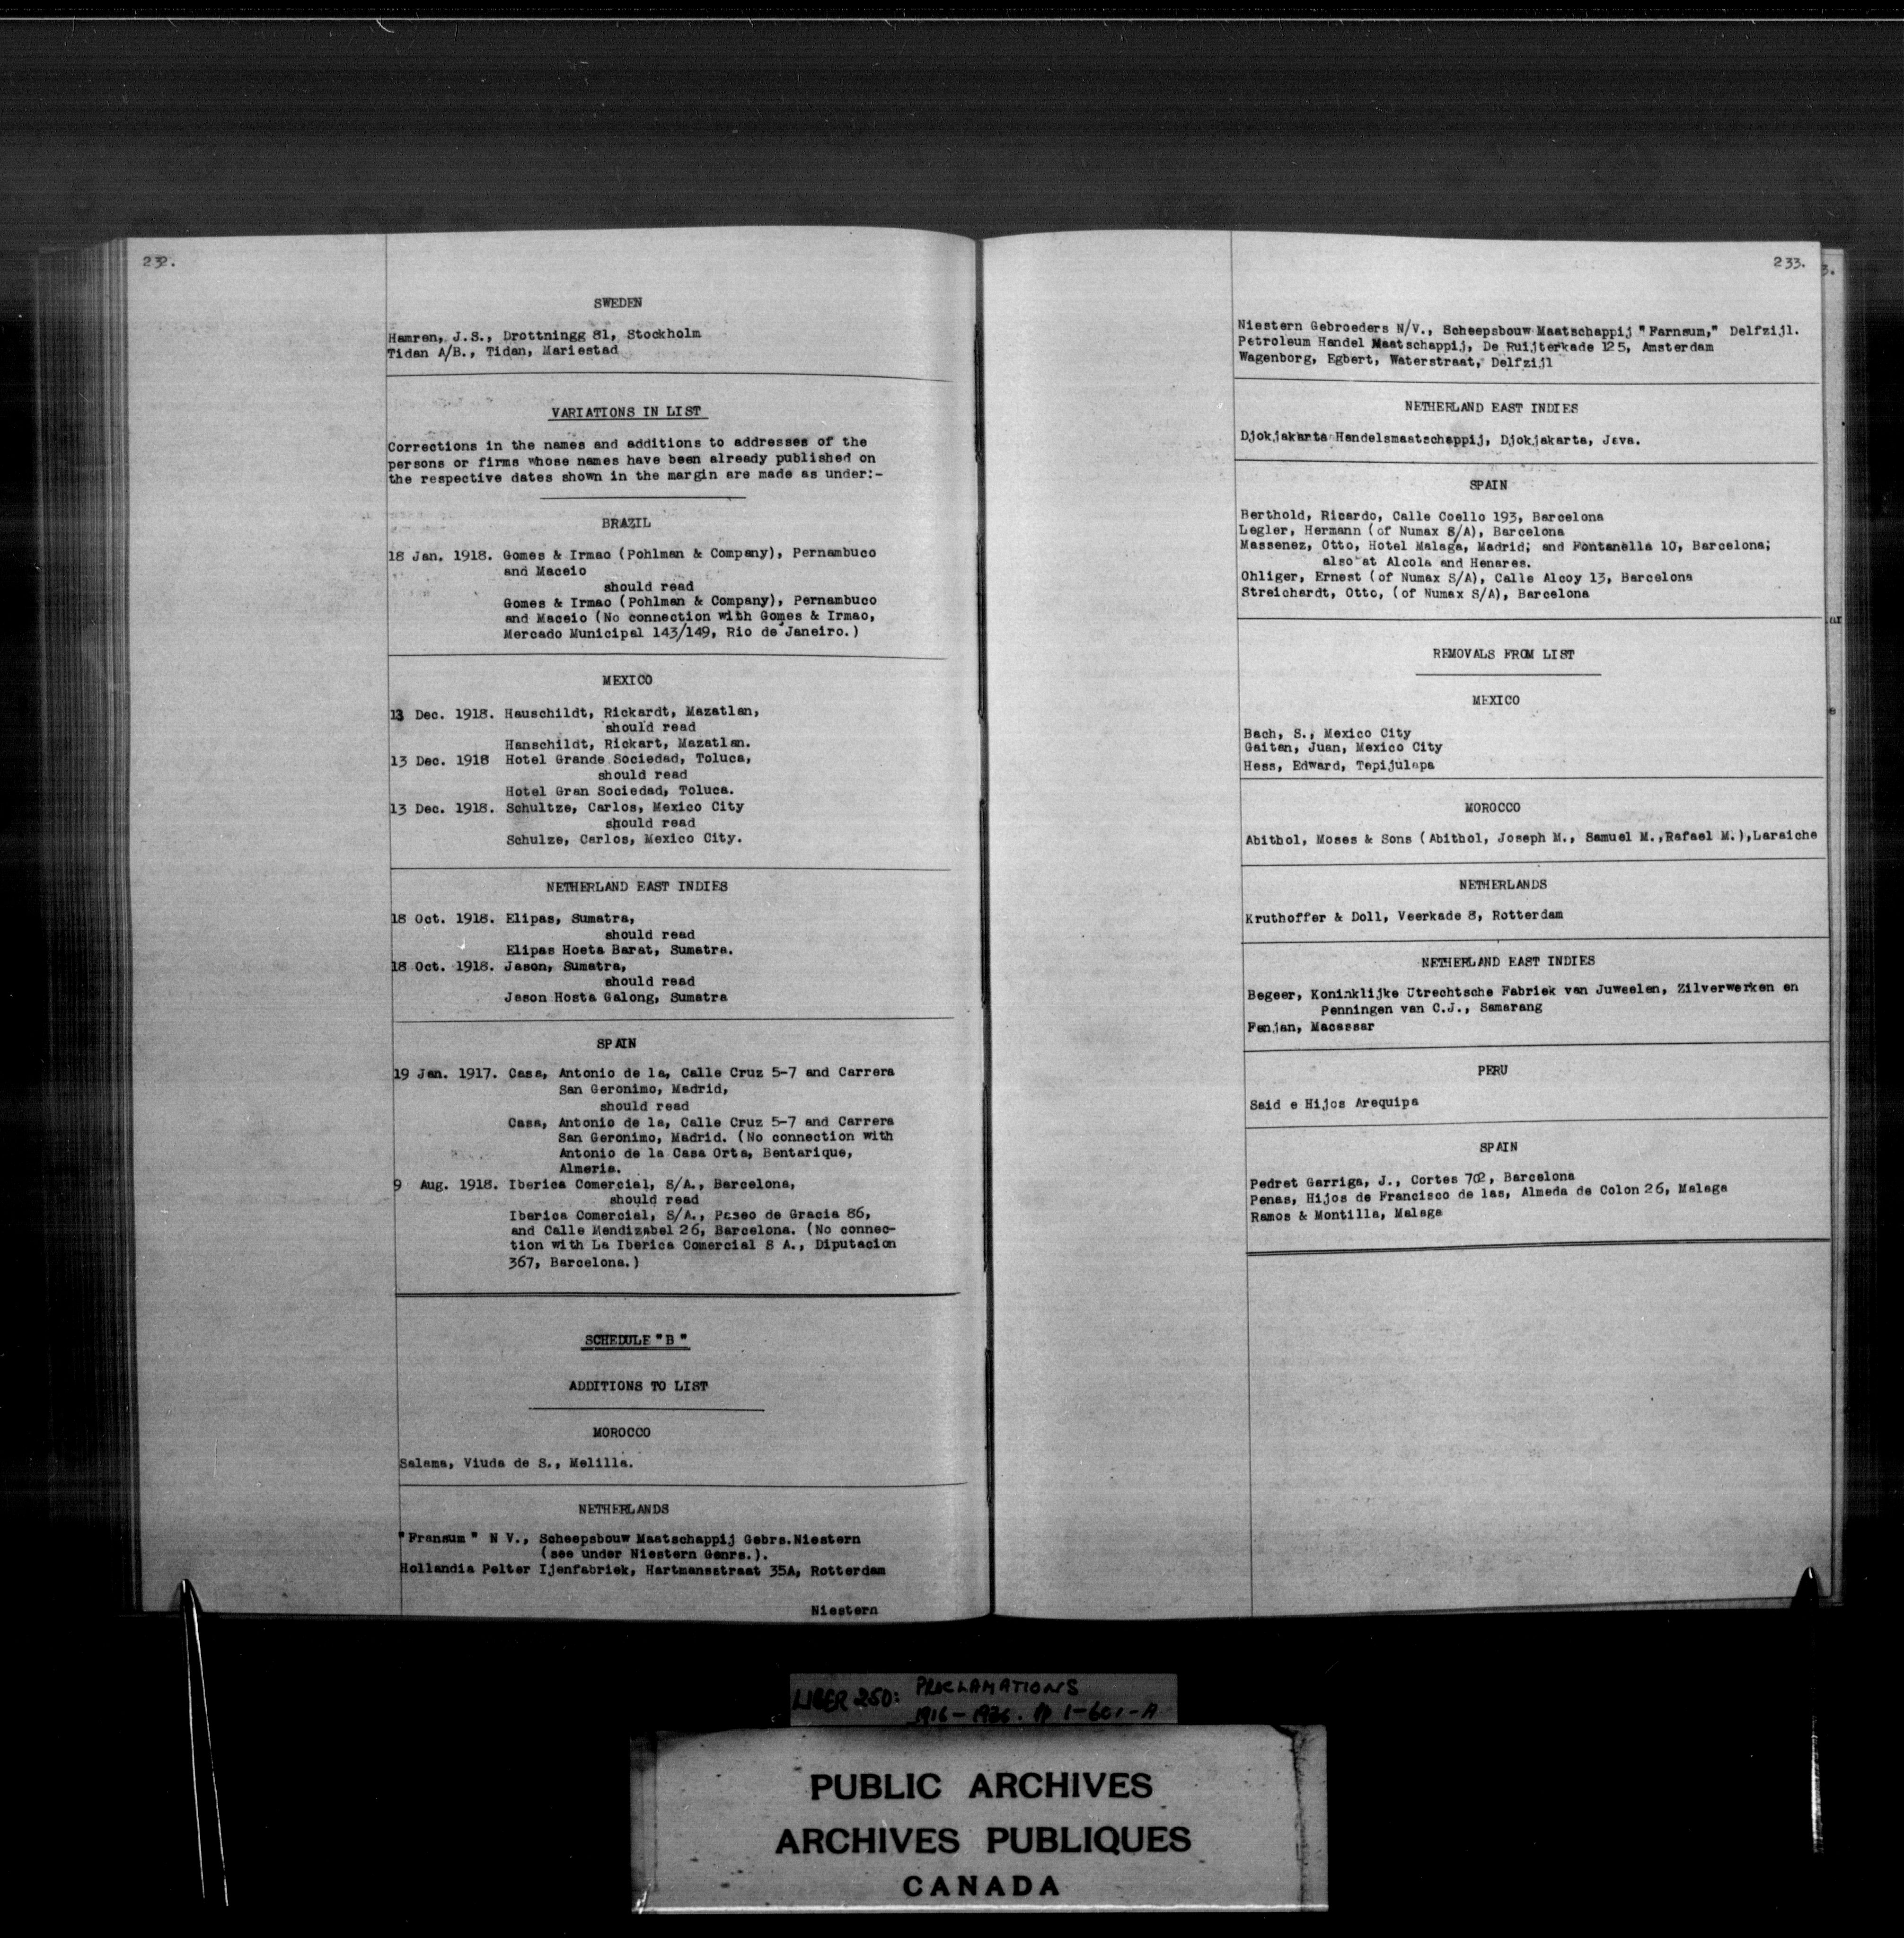 232.
SWEDEN
Hamren, J.S., Drottningg 81, Stockholm
Tidan A/B., Tidan, Mariestad
VARIATIONS IN LIST
Corrections in the names and additions to addresses of the
persons or firms whose names have been already published on
the respective dates shown in the margin are made as under:-
BRAZIL
18 Jan. 1918. Gomes & Irmao (Pohlman & Company), Pernambuco
and Maceio
should read
Gomes & Irmao (Pohlman & Company), Pernambuco
and Maceio (No connection with Gomes & Irmao,
Mercado Municipal 143/149, Rio de Janeiro.)
MEXICO
13 Dec. 1918. Hauschildt, Rickardt, Mazatlan,
should read
Hanschildt, Rickart, Mazatlan.
13 Dec. 1918 Hotel Grande Sociedad, Toluca,
should read
Hotel Gran Sociedad, Toluca.
13 Dec. 1918. Schultze, Carlos, Mexico City
should read
Schulze, Carlos, Mexico City.
NETHERLAND EAST INDIES
18 Oct. 1918. Elipas, Sumatra,
should read
Elipas Hoeta Barat, Sumatra.
18 Oct. 1918. Jason, Sumatra,
should read
Jason Hosta Galong, Sumatra
SPAIN
19 Jan. 1917. Casa, Antonio de la, Calle Cruz 5-7 and Carrera
San Geronimo, Madrid,
should read
Casa, Antonio de la, Calle Cruz 5-7 and Carrera
San Geronimo, Madrid. (No connection with
Antonio de la Casa Orta, Bentarique,
Almeria.
9 Aug. 1918. Iberica Comercial, S/A., Barcelona,
should read
Iberica Comercial, S/A., Paseo de Gracia 86,
and Calle Mendizabel 26, Barcelona. (No connec-
tion with La Iberica Comercial S A., Diputacion
367, Barcelona.)
SCHEDULE "B"
ADDITIONS TO LIST
MOROCCO
Salama, Viuda de S., Melilla.
NETHERLANDS
"Fransum" N V., Scheepsbouw Maatschappij Gebrs.Niestern
(see under Niestern Genrs.).
Hollandia Pelter Ijenfabriek, Hartmansstraat 35A, Rotterdam
Niestern
233.
Niestern Gebroeders N/V., Scheepsbouw Maatschappij "Farnsum," Delfzijl.
Petroleum Handel Maatschappij, De Ruijterkade 125, Amsterdam
Wagenborg, Egbert, Waterstraat, Delfzijl
NETHERLAND EAST INDIES
Djokjakarta Handelsmaatschappij, Djokjakarta, Java.
SPAIN
Berthold, Ricardo, Calle Coello 193, Barcelona
Legler, Hermann (of Numax S/A), Barcelona
Massenez, Otto, Hotel Malaga, Madrid; and Fontanella 10, Barcelona;
also at Alcola and Henares.
Ohliger, Ernest (of Numax S/A), Calle Alcoy 13, Barcelona
Streichardt, Otto, (of Numax S/A), Barcelona
REMOVALS FROM LIST
MEXICO
Bach, S., Mexico City
Gaitan, Juan, Mexico City
Hess, Edward, Tapijulapa
MOROCCO
Abitbol, Moses & Sons (Abitbol, Joseph M., Samuel M.,Rafael M.),Laraiche
NETHERLANDS
Kruthoffer & Doll, Veerkade 8, Rotterdam
NETHERLAND EAST INDIES
Begeer, Koninklijke Utrechtsche Fabriek van Juweelen, Zilverwerken en
Penningen van C.J., Samarang
Fenjan, Macassar
PERU
Said e Hijos Arequipa
SPAIN
Pedret Garriga, J., Cortes 702, Barcelona
Penas, Hijos de Francisco de las, Almeda de Colon 26, Malaga
Ramos & Montilla, Malaga
LIBER 250: PROCLAMATIONS
1916-1936. pp 1-601-A
PUBLIC ARCHIVES
ARCHIVES PUBLIQUES
CANADA